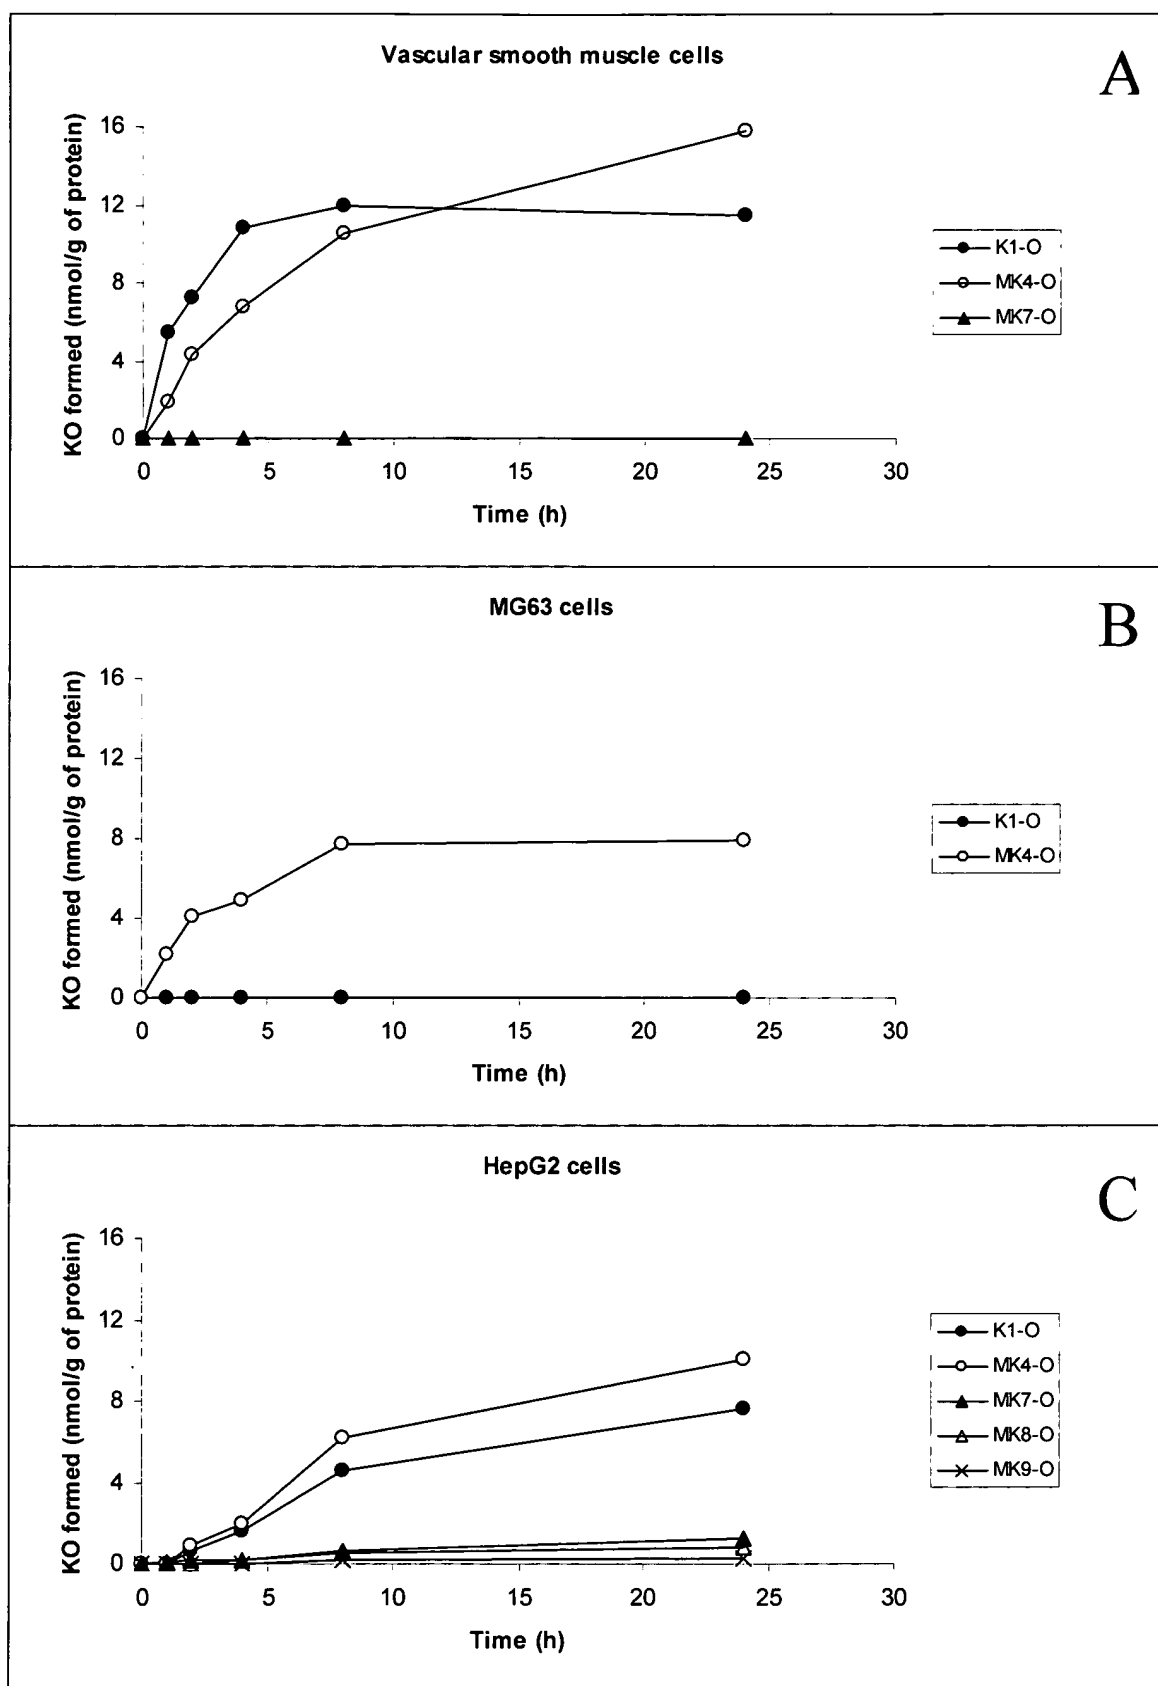 Vascular smooth muscle cells
A
KO formed (nmol/g of protein)
16
12
8
4
0
0 5 10 15 20 25 30
Time (h)
K1-O
MK4-O
MK7-O
MG63 cells
B
KO formed (nmol/g of protein)
16
12
8
4
0
0 5 10 15 20 25 30
Time (h)
K1-O
MK4-O
HepG2 cells
C
KO formed (nmol/g of protein)
16
12
8
4
0
0 5 10 15 20 25 30
Time (h)
K1-O
MK4-O
MK7-O
MK8-O
MK9-O